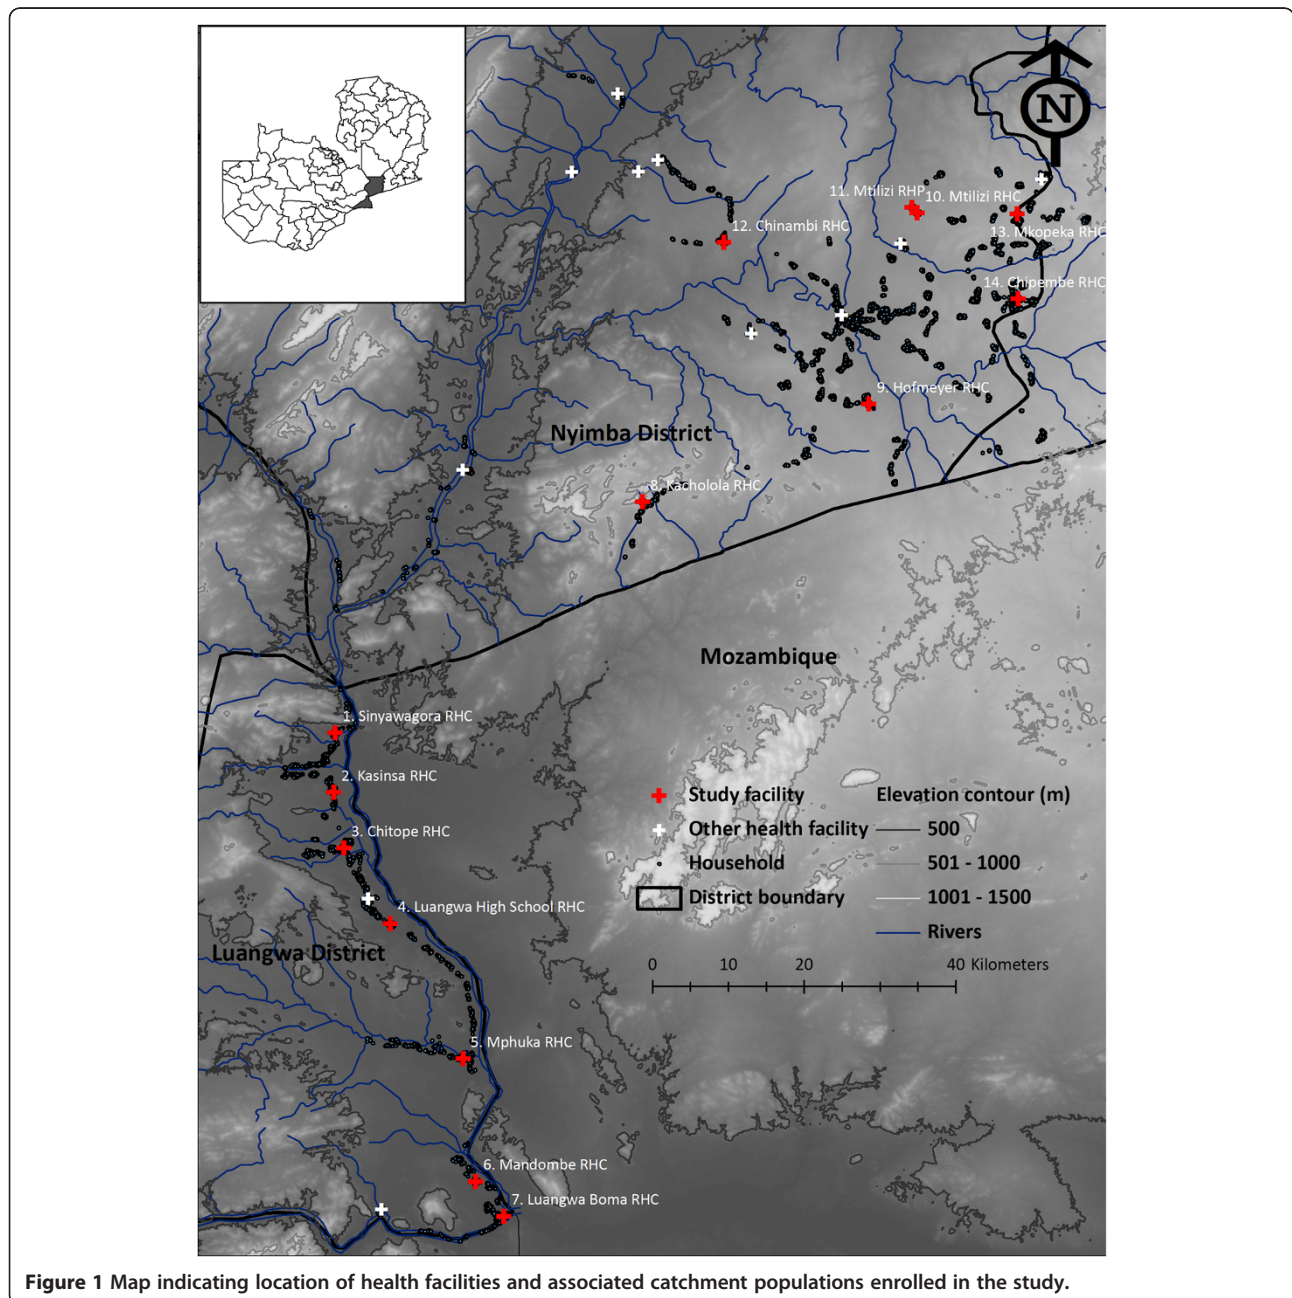 N
11. Mtilizi RHP
10. Mtilizi RHC
12. Chinambi RHC
13. Mkopeka RHC
14. Chipembe RHC
9. Hofmeyer RHC
Nyimba District
8. Kacholola RHC
Mozambique
1. Sinyawagora RHC
2. Kasinsa RHC
3. Chitope RHC
4. Luangwa High School RHC
Luangwa District
5. Mphuka RHC
6. Mandombe RHC
7. Luangwa Boma RHC
Study facility
Other health facility
Household
District boundary
Elevation contour (m)
500
501 - 1000
1001 - 1500
Rivers
0 10 20 40 Kilometers
Figure 1 Map indicating location of health facilities and associated catchment populations enrolled in the study.